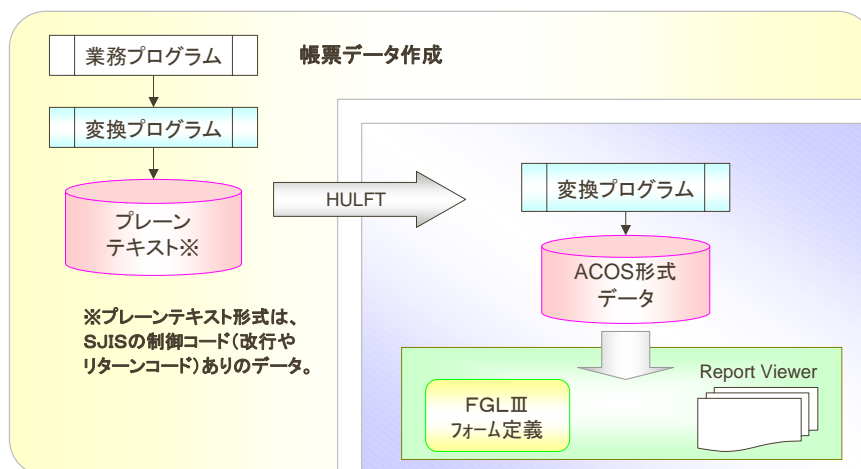 業務プログラム
帳票データ作成
変換プログラム
プレーン
テキスト※
HULFT
変換プログラム
ACOS形式
データ
※プレーンテキスト形式は、
SJISの制御コード(改行や
リターンコード)ありのデータ。
Report Viewer
FGLⅢ
フォーム定義